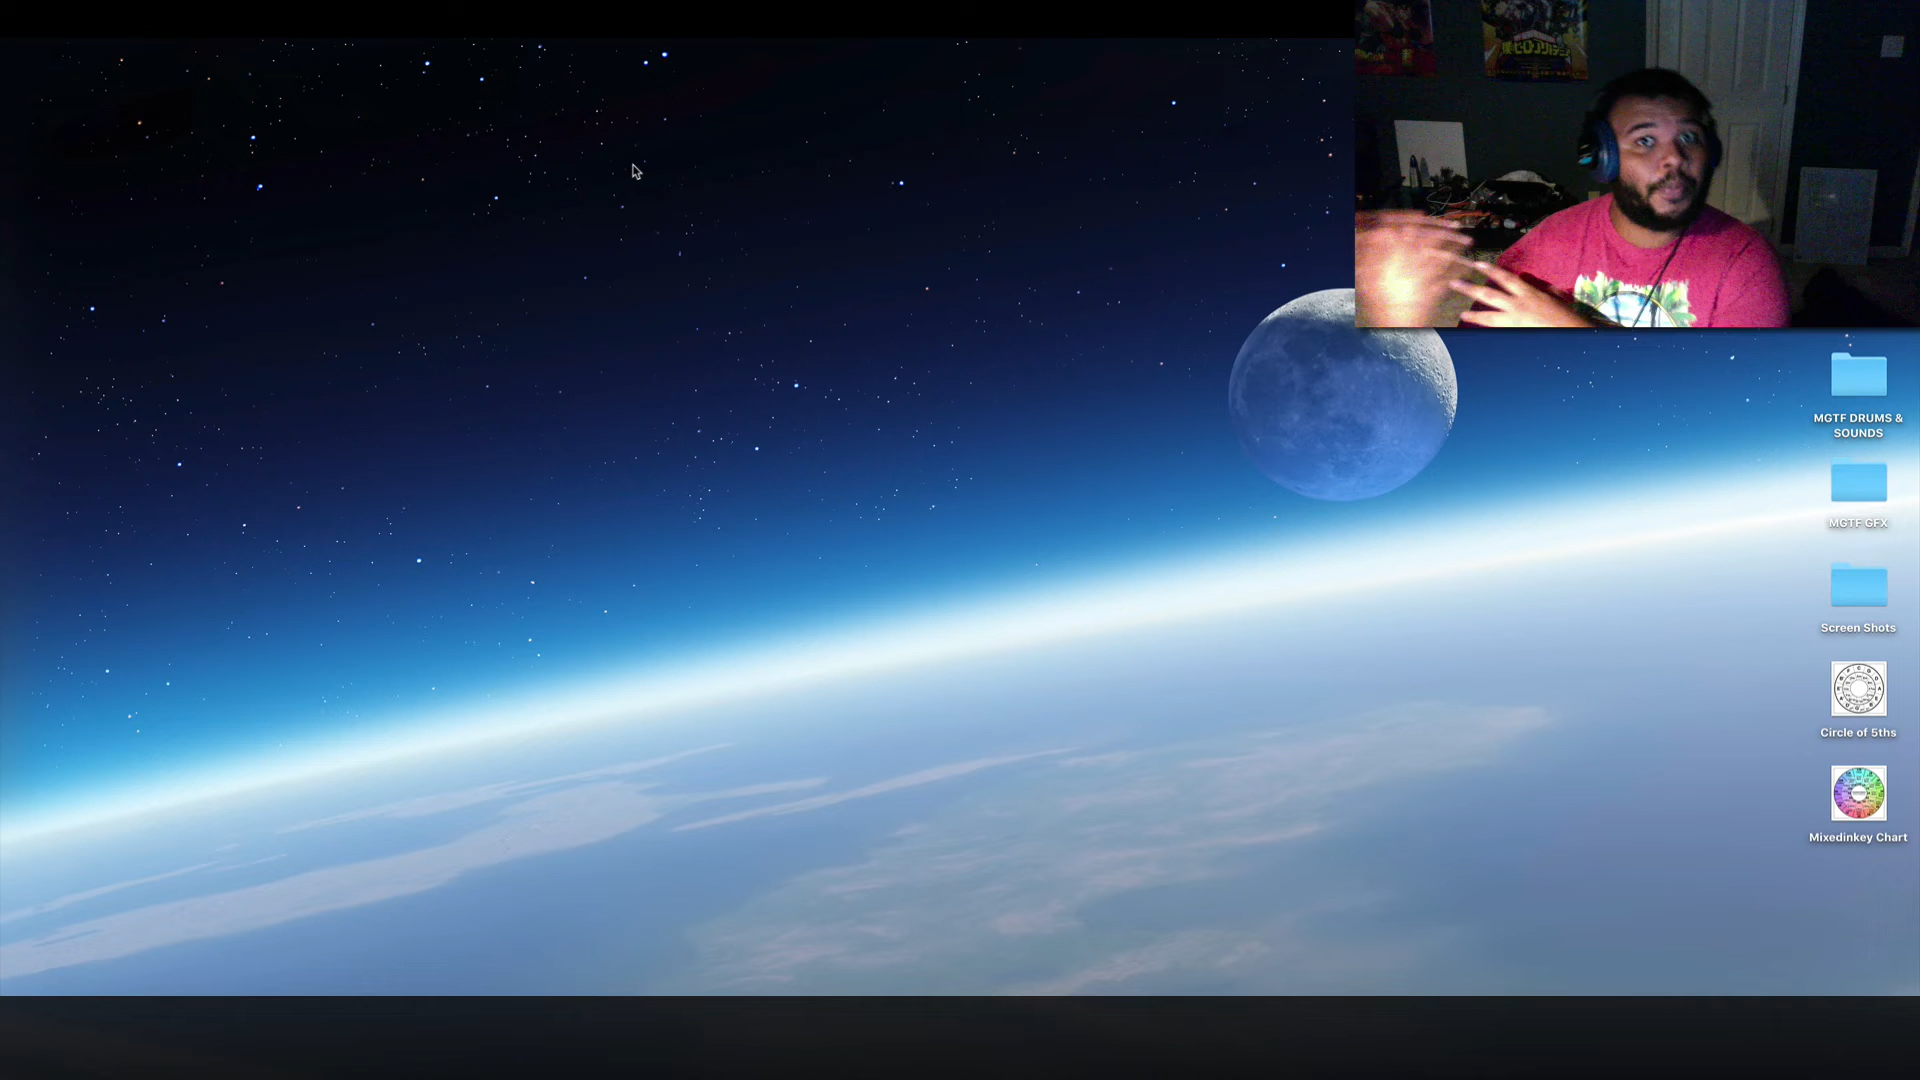 MGTF DRUMS &
SOUNDS
MGTF GFX
Screen Shots
Circle of 5ths
Mixedinkey Chart